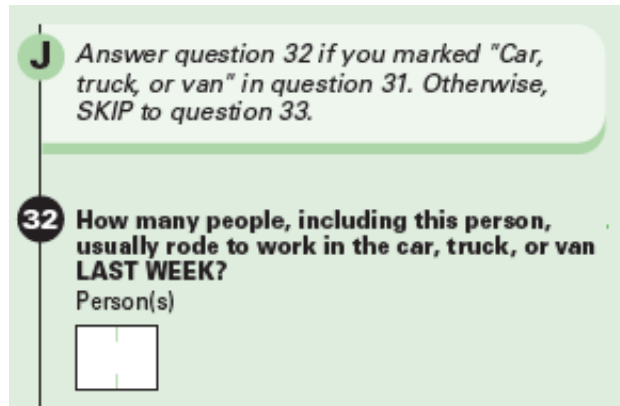 J
Answer question 32 if you marked "Car,
truck, or van" in question 31. Otherwise,
SKIP to question 33.
32
How many people, including this person,
usually rode to work in the car, truck, or van
LAST WEEK?
Person(s)